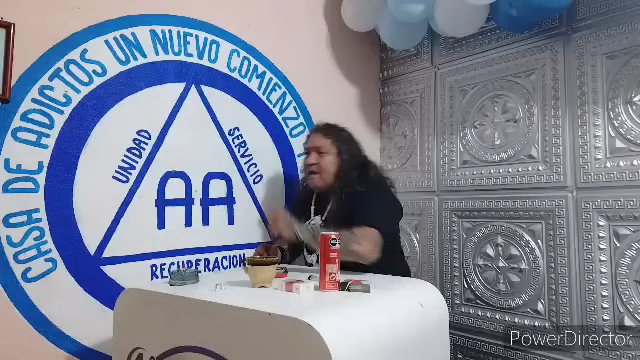 CASA DE ADICTOS UN NUEVO COMIENZO
UNIDAD
SERVICIO
AA
RECUPERACION
PowerDirector